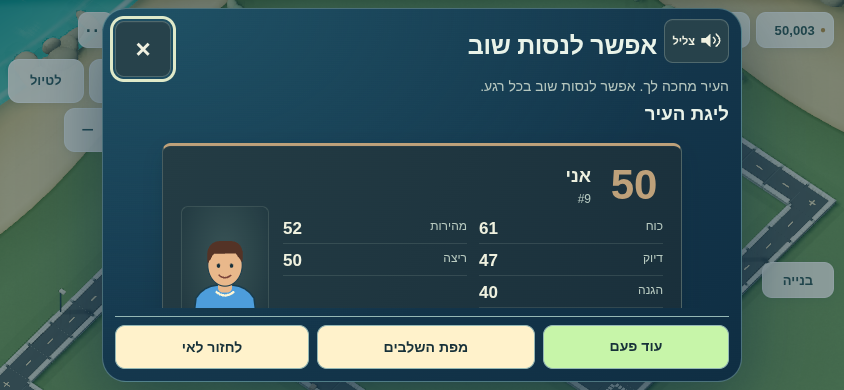 50,003
צליל
אפשר לנסות שוב
×
העיר מחכה לך. אפשר לנסות שוב בכל רגע.
ליגת העיר
לטיול
50
אני
#9
כוח 61
מהירות 52
דיוק 47
ריצה 50
הגנה 40
בנייה
עוד פעם
מפת השלבים
לחזור לאי